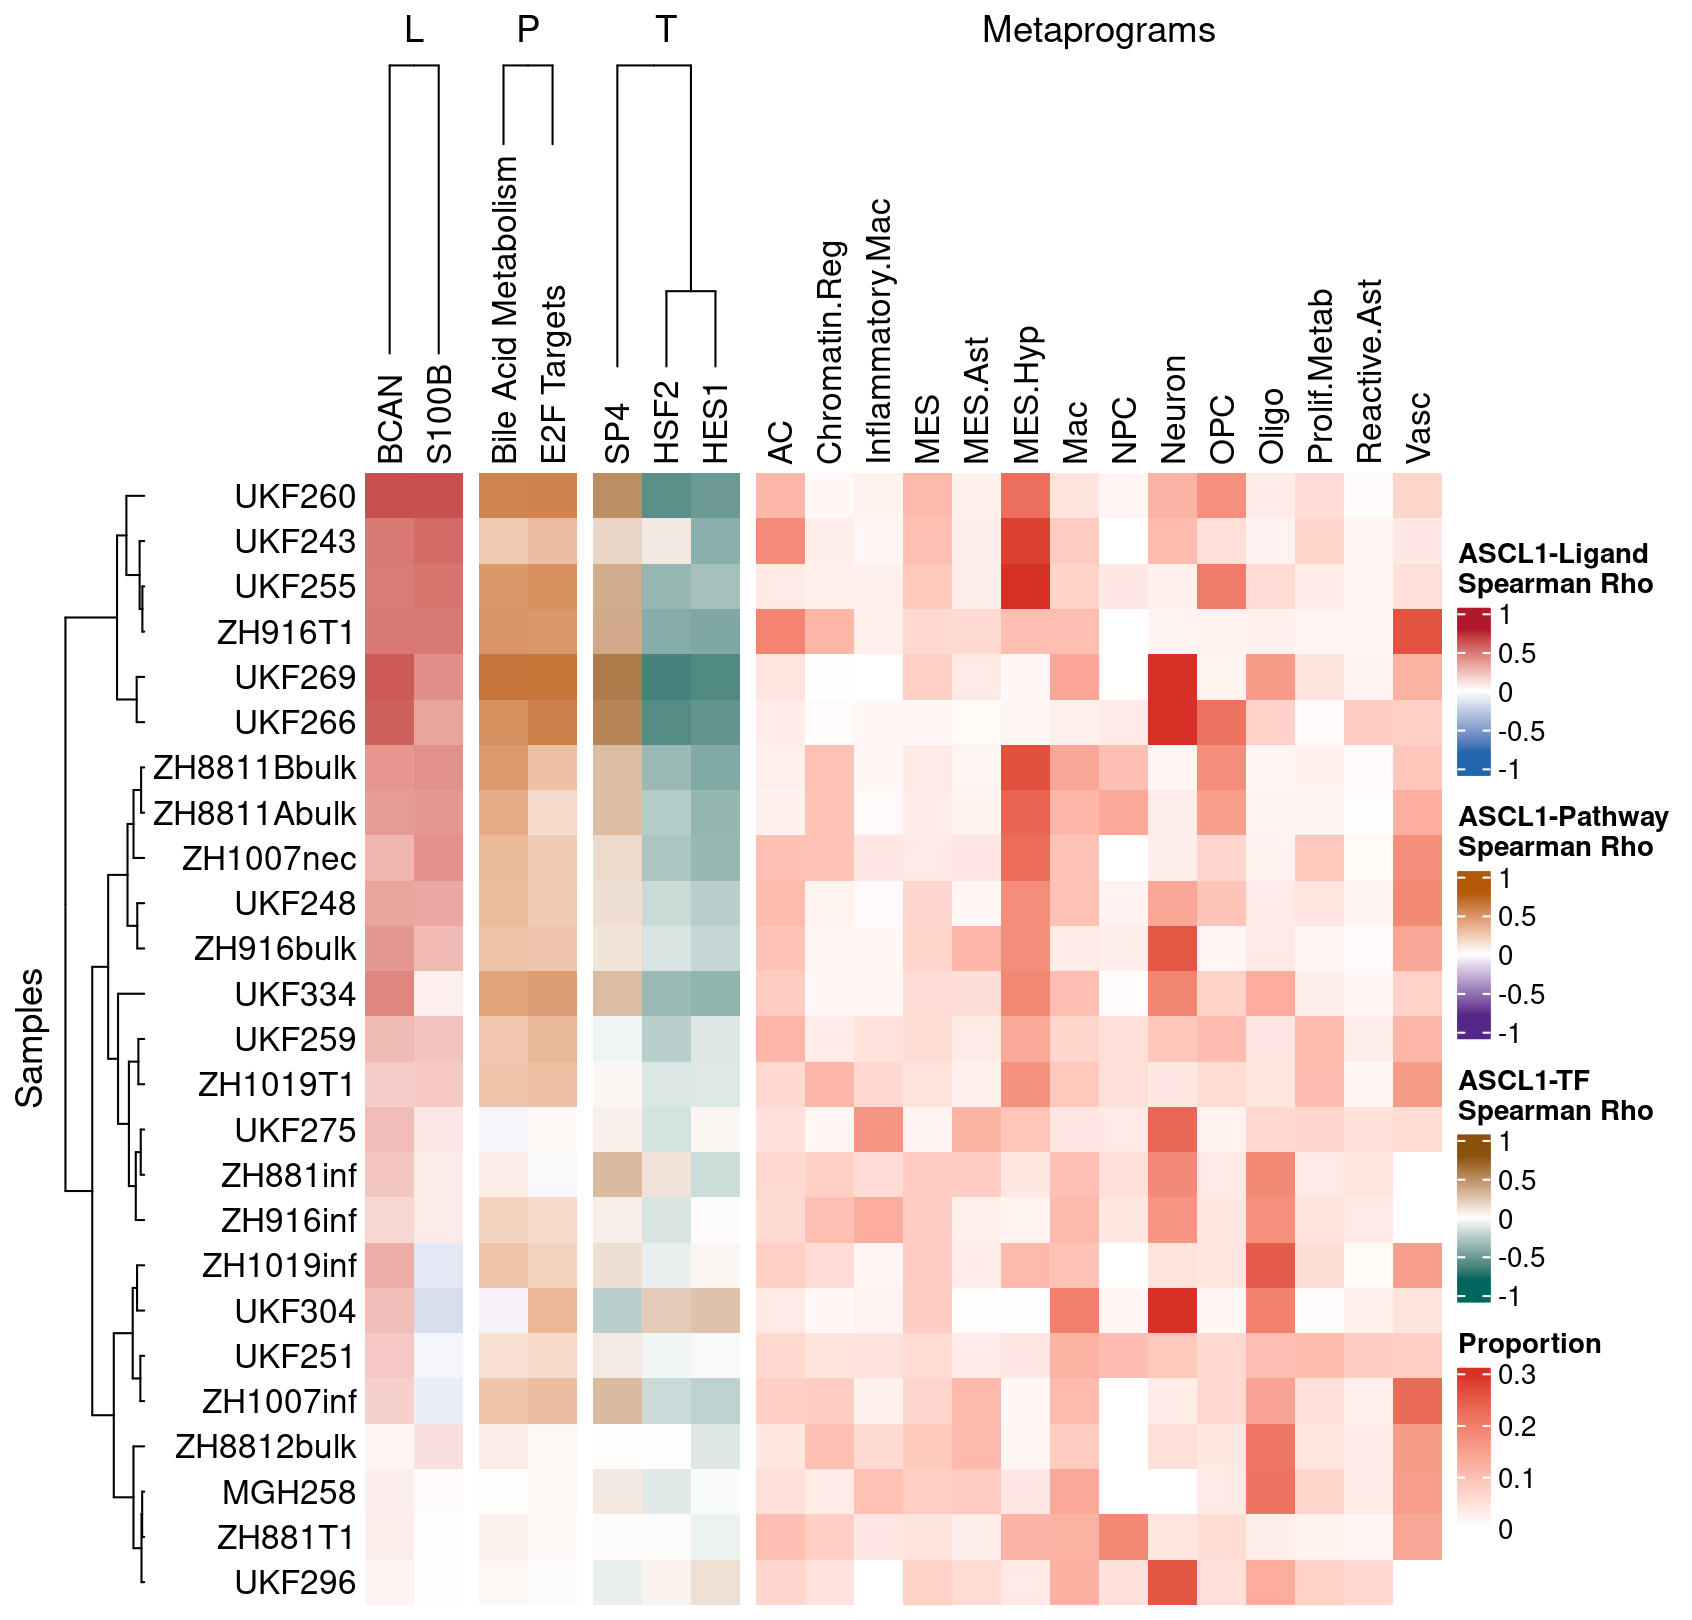 L P T Metaprograms
BCAN
S100B
Bile Acid Metabolism
E2F Targets
SP4
HSF2
HES1
AC
Chromatin.Reg
Inflammatory.Mac
MES
MES.Ast
MES.Hyp
Mac
NPC
Neuron
OPC
Oligo
Prolif.Metab
Reactive.Ast
Vasc
Samples
UKF260
UKF243
UKF255
ZH916T1
UKF269
UKF266
ZH8811Bbulk
ZH8811Abulk
ZH1007nec
UKF248
ZH916bulk
UKF334
UKF259
ZH1019T1
UKF275
ZH881inf
ZH916inf
ZH1019inf
UKF304
UKF251
ZH1007inf
ZH8812bulk
MGH258
ZH881T1
UKF296
ASCL1-Ligand
Spearman Rho
1
0.5
0
-0.5
-1
ASCL1-Pathway
Spearman Rho
1
0.5
0
-0.5
-1
ASCL1-TF
Spearman Rho
1
0.5
0
-0.5
-1
Proportion
0.3
0.2
0.1
0